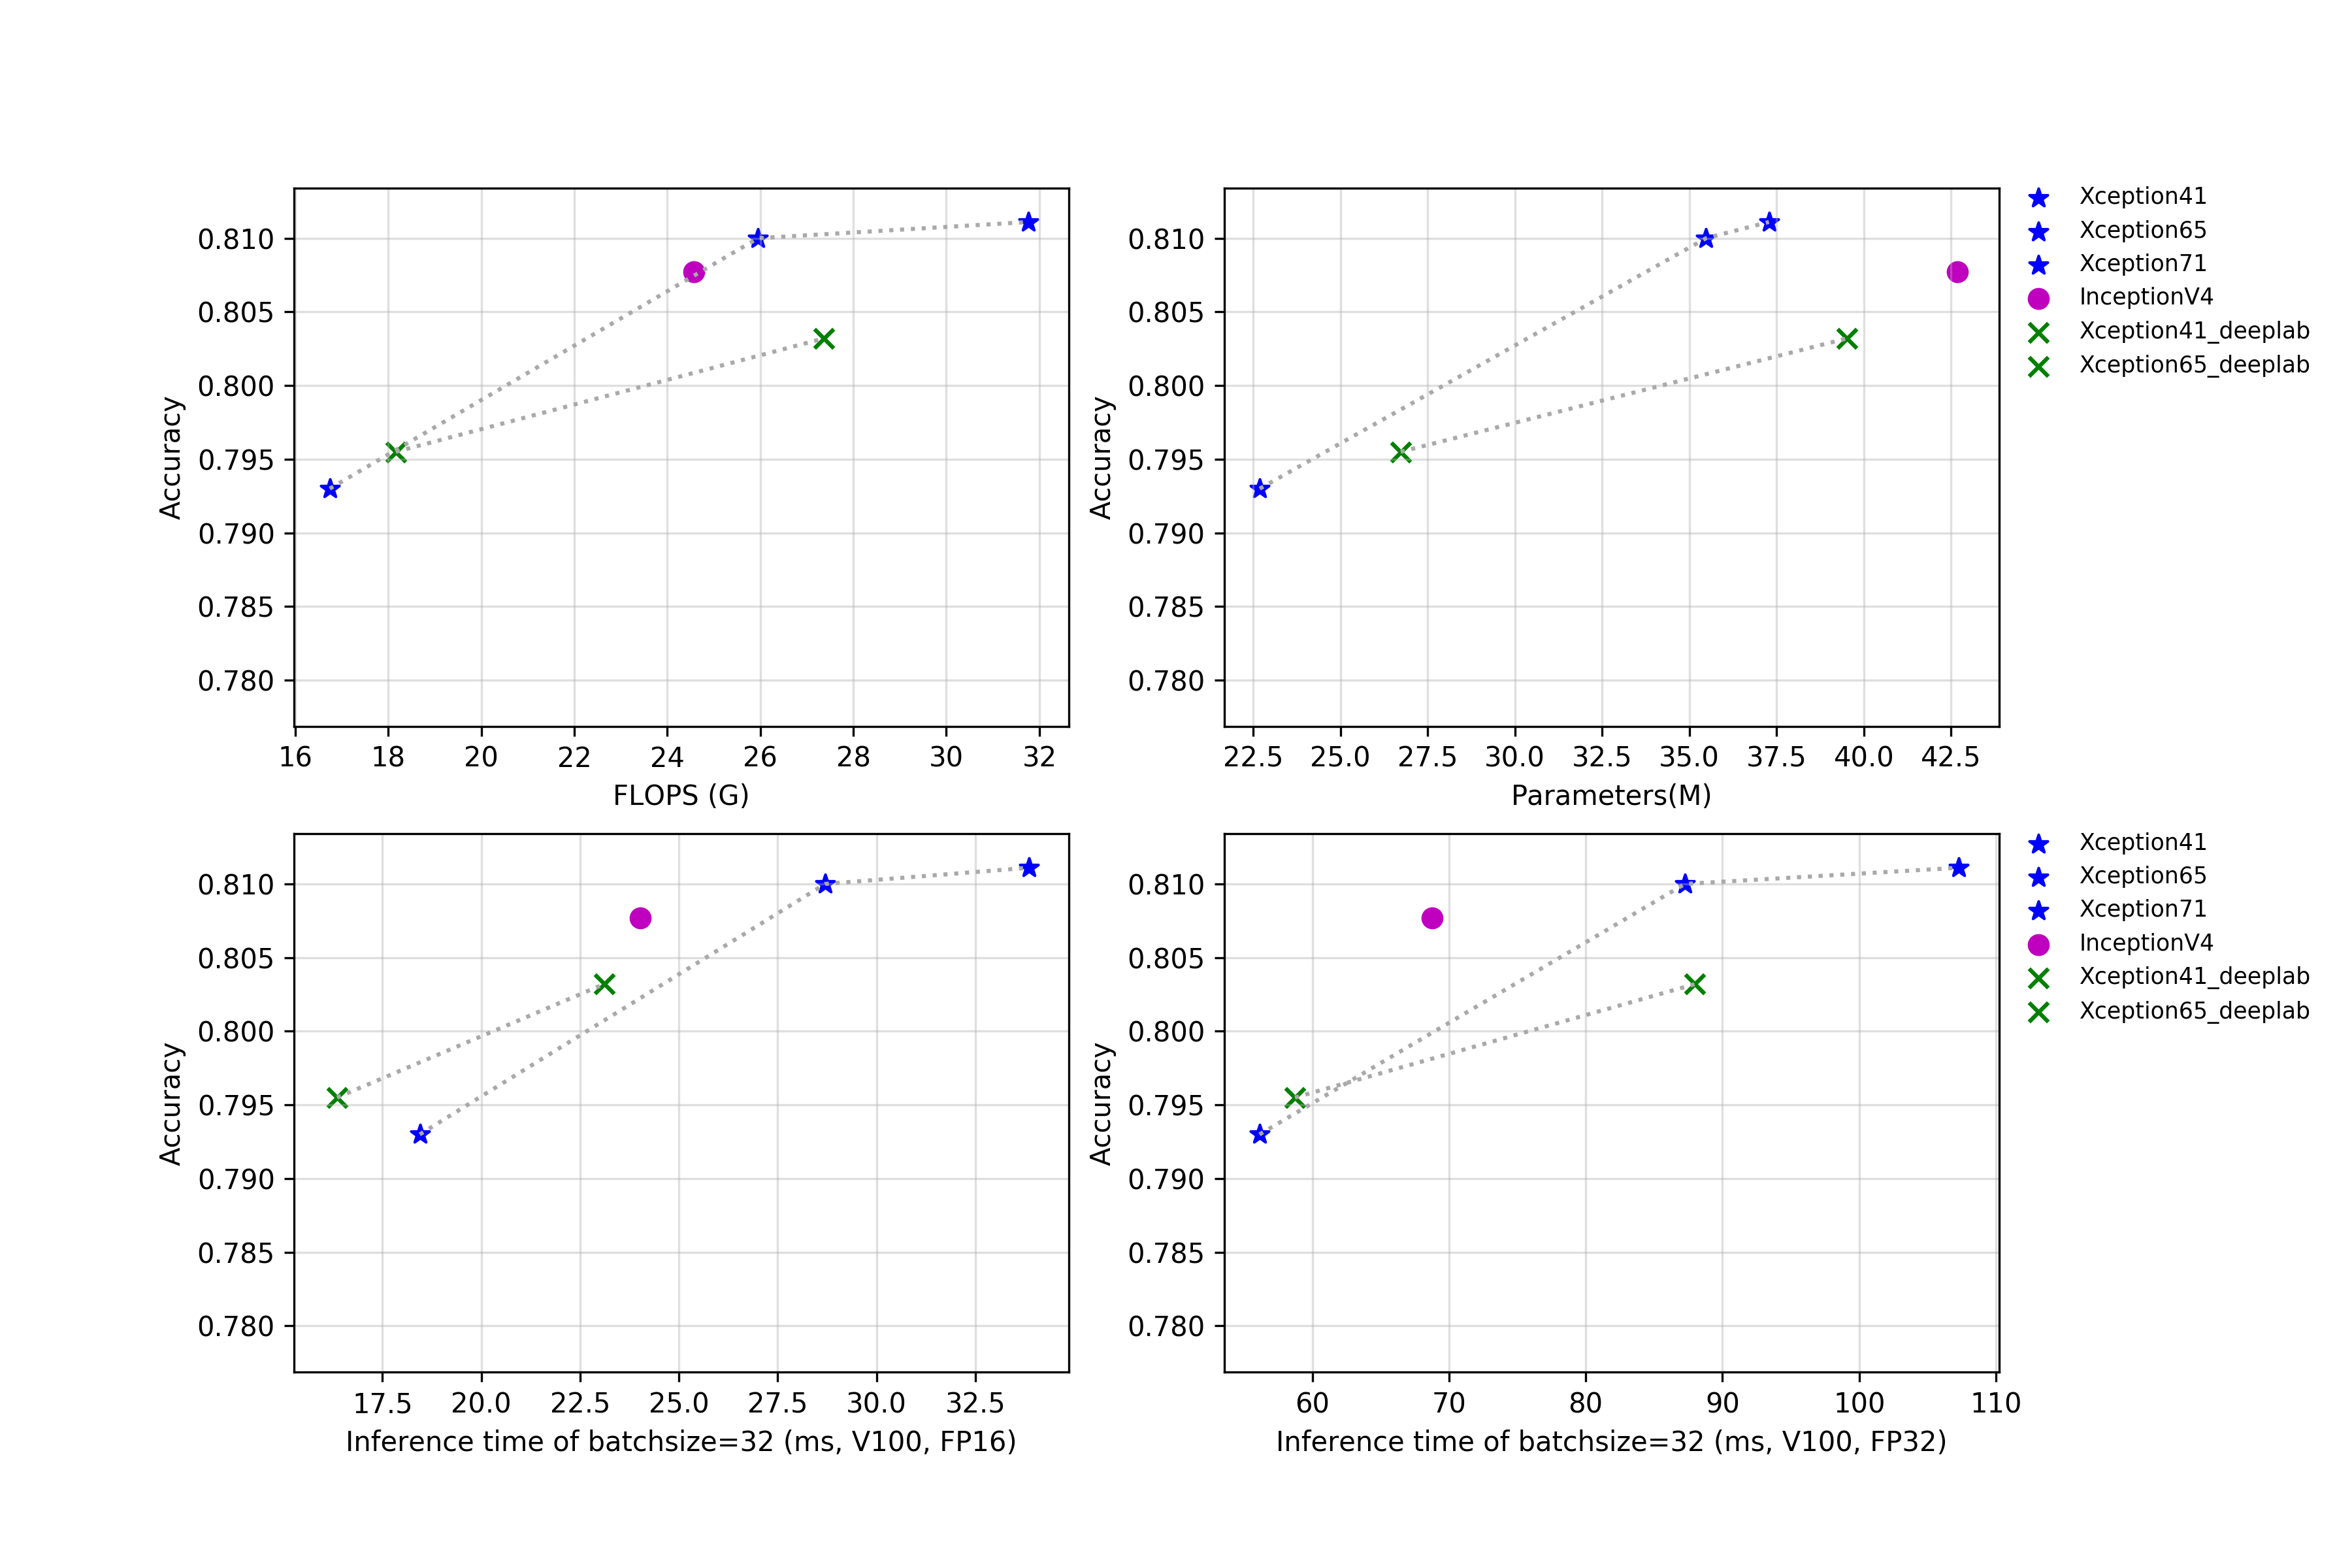 Accuracy
0.810
0.805
0.800
0.795
0.790
0.785
0.780
16 18 20 22 24 26 28 30 32
FLOPS (G)
Accuracy
0.810
0.805
0.800
0.795
0.790
0.785
0.780
22.5 25.0 27.5 30.0 32.5 35.0 37.5 40.0 42.5
Parameters(M)
Xception41
Xception65
Xception71
InceptionV4
Xception41_deeplab
Xception65_deeplab
Accuracy
0.810
0.805
0.800
0.795
0.790
0.785
0.780
17.5 20.0 22.5 25.0 27.5 30.0 32.5
Inference time of batchsize=32 (ms, V100, FP16)
Accuracy
0.810
0.805
0.800
0.795
0.790
0.785
0.780
60 70 80 90 100 110
Inference time of batchsize=32 (ms, V100, FP32)
Xception41
Xception65
Xception71
InceptionV4
Xception41_deeplab
Xception65_deeplab